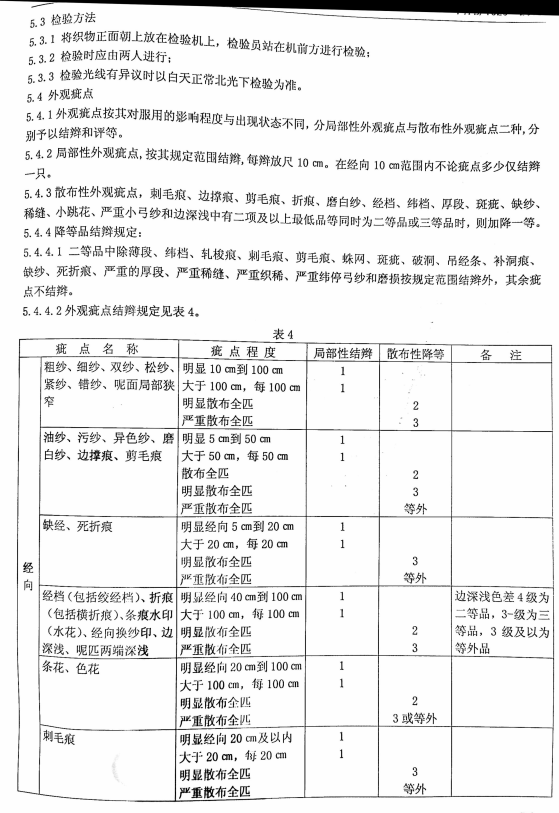 5.3 检验方法
5.3.1 将织物正面朝上放在检验机上，检验员站在机前方进行检验；
5.3.2 检验时应由两人进行；
5.3.3 检验光线有异议时以白天正常北光下检验为准。
5.4 外观疵点
5.4.1外观疵点按其对服用的影响程度与出现状态不同，分局部性外观疵点与散布性外观疵点二种，分
别予以结辫和评等。
5.4.2 局部性外观疵点，按其规定范围结辫，每辫放尺 10 cm。在经向 10 cm范围内不论疵点多少仅结辫
一只。
5.4.3散布性外观疵点，刺毛痕、边撑痕、剪毛痕、折痕、磨白纱、经档、纬档、厚段、斑疵、缺纱、
稀缝、小跳花、严重小弓纱和边深浅中有二项及以上最低品等同时为二等品或三等品时，则加降一等。
5.4.4降等品结辫规定：
5.4.4.1 二等品中除薄段、纬档、轧梭痕、刺毛痕、剪毛痕、蛛网、斑疵、破洞、吊经条、补洞痕、
缺纱、死折痕、严重的厚段、严重稀缝、严重织稀、严重纬停弓纱和磨损按规定范围结辫外，其余疵
点不结辫。
5.4.4.2外观疵点结辫规定见表 4。
表 4
疵 点 名 称 疵 点 程 度 局部性结辫 散布性降等 备 注
经向
粗纱、细纱、双纱、松纱、 明显 10 cm到 100 cm 1
紧纱、错纱、呢面局部狭 大于 100 cm，每 100 cm 1
窄 明显散布全匹 2
严重散布全匹 3
油纱、污纱、异色纱、磨 明显 5 cm到 50 cm 1
白纱、边撑痕、剪毛痕 大于 50 cm，每 50 cm 1
散布全匹 2
明显散布全匹 3
严重散布全匹 等外
缺经、死折痕 明显经向 5 cm到 20 cm 1
大于 20 cm，每 20 cm 1
明显散布全匹 3
严重散布全匹 等外
经档（包括绞经档）、折痕 明显经向 40 cm到 100 cm 1 边深浅色差 4 级为
（包括横折痕）、条痕水印 大于 100 cm，每 100 cm 1 二等品，3-级为三
（水花）、经向换纱印、边 明显散布全匹 2 等品，3 级及以为
深浅、呢匹两端深浅 严重散布全匹 3 等外品
条花、色花 明显经向 20 cm到 100 cm 1
大于 100 cm，每 100 cm 1
明显散布全匹 2
严重散布全匹 3 或等外
刺毛痕 明显经向 20 cm及以内 1
大于 20 cm，每 20 cm 1
明显散布全匹 3
严重散布全匹 等外